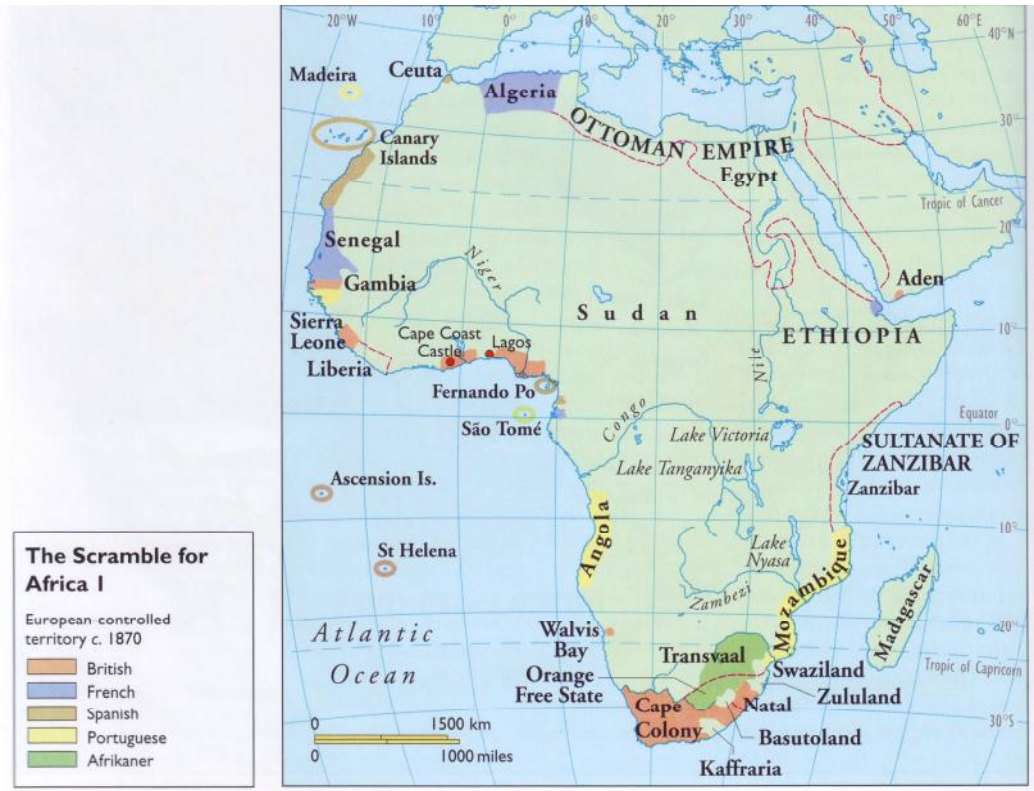 20°W
10°
0°
10°
20°
30°
40°
50°
60°E
40°N
Madeira
Ceuta
Algeria
OTTOMAN EMPIRE
30°
Canary
Islands
Egypt
Tropic of Cancer
20°
Senegal
Niger
Gambia
Aden
Sudan
Sierra
Leone
Cape Coast
Castle
Lagos
ETHIOPIA
10°
Liberia
Nile
Fernando Po
Congo
Equator
São Tomé
0°
Lake Victoria
SULTANATE OF
ZANZIBAR
Lake Tanganyika
Ascension Is.
Zanzibar
Angola
10°
St Helena
Lake
Nyasa
Mozambique
Zambezi
Madagascar
Atlantic
Ocean
Walvis
Bay
20°
Transvaal
Tropic of Capricorn
Orange
Free State
Swaziland
Zululand
Cape
Colony
Natal
30°S
Basutoland
Kaffraria
0 1500 km
0 1000 miles
The Scramble for
Africa I
European controlled
territory c. 1870
British
French
Spanish
Portuguese
Afrikaner